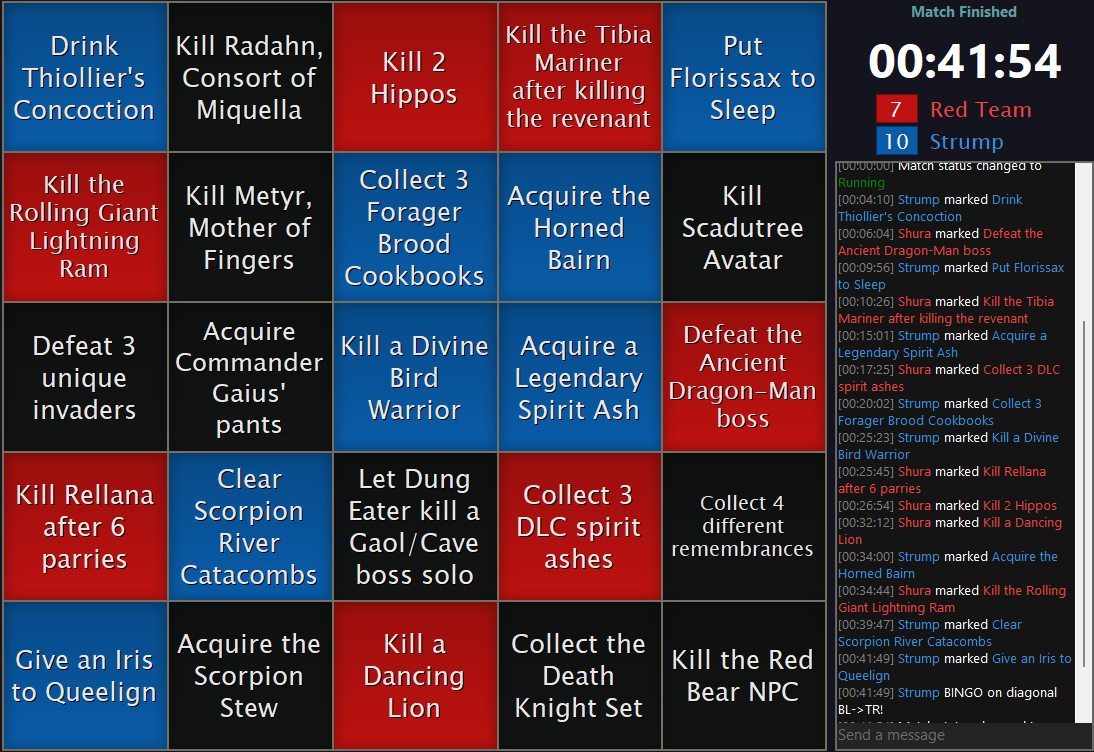 Drink
Thiollier's
Concoction
Kill Radahn,
Consort of
Miquella
Kill 2
Hippos
Kill the Tibia
Mariner
after killing
the revenant
Put
Florissax to
Sleep
Kill the
Rolling Giant
Lightning
Ram
Kill Metyr,
Mother of
Fingers
Collect 3
Forager
Brood
Cookbooks
Acquire the
Horned
Bairn
Kill
Scadutree
Avatar
Defeat 3
unique
invaders
Acquire
Commander
Gaius'
pants
Kill a Divine
Bird
Warrior
Acquire a
Legendary
Spirit Ash
Defeat the
Ancient
Dragon-Man
boss
Kill Rellana
after 6
parries
Clear
Scorpion
River
Catacombs
Let Dung
Eater kill a
Gaol/Cave
boss solo
Collect 3
DLC spirit
ashes
Collect 4
different
remembrances
Give an Iris
to Queelign
Acquire the
Scorpion
Stew
Kill a
Dancing
Lion
Collect the
Death
Knight Set
Kill the Red
Bear NPC
Match Finished
00:41:54
7 Red Team
10 Strump
[00:00:00] Match status changed to
Running
[00:04:10] Strump marked Drink
Thiollier's Concoction
[00:06:04] Shura marked Defeat the
Ancient Dragon-Man boss
[00:09:56] Strump marked Put Florissax
to Sleep
[00:10:26] Shura marked Kill the Tibia
Mariner after killing the revenant
[00:15:01] Strump marked Acquire a
Legendary Spirit Ash
[00:17:25] Shura marked Collect 3 DLC
spirit ashes
[00:20:02] Strump marked Collect 3
Forager Brood Cookbooks
[00:25:23] Strump marked Kill a Divine
Bird Warrior
[00:25:45] Shura marked Kill Rellana
after 6 parries
[00:26:54] Shura marked Kill 2 Hippos
[00:32:12] Shura marked Kill a Dancing
Lion
[00:34:00] Strump marked Acquire the
Horned Bairn
[00:34:44] Shura marked Kill the Rolling
Giant Lightning Ram
[00:39:47] Strump marked Clear
Scorpion River Catacombs
[00:41:49] Strump marked Give an Iris to
Queelign
[00:41:49] Strump BINGO on diagonal
BL->TR!
Send a message